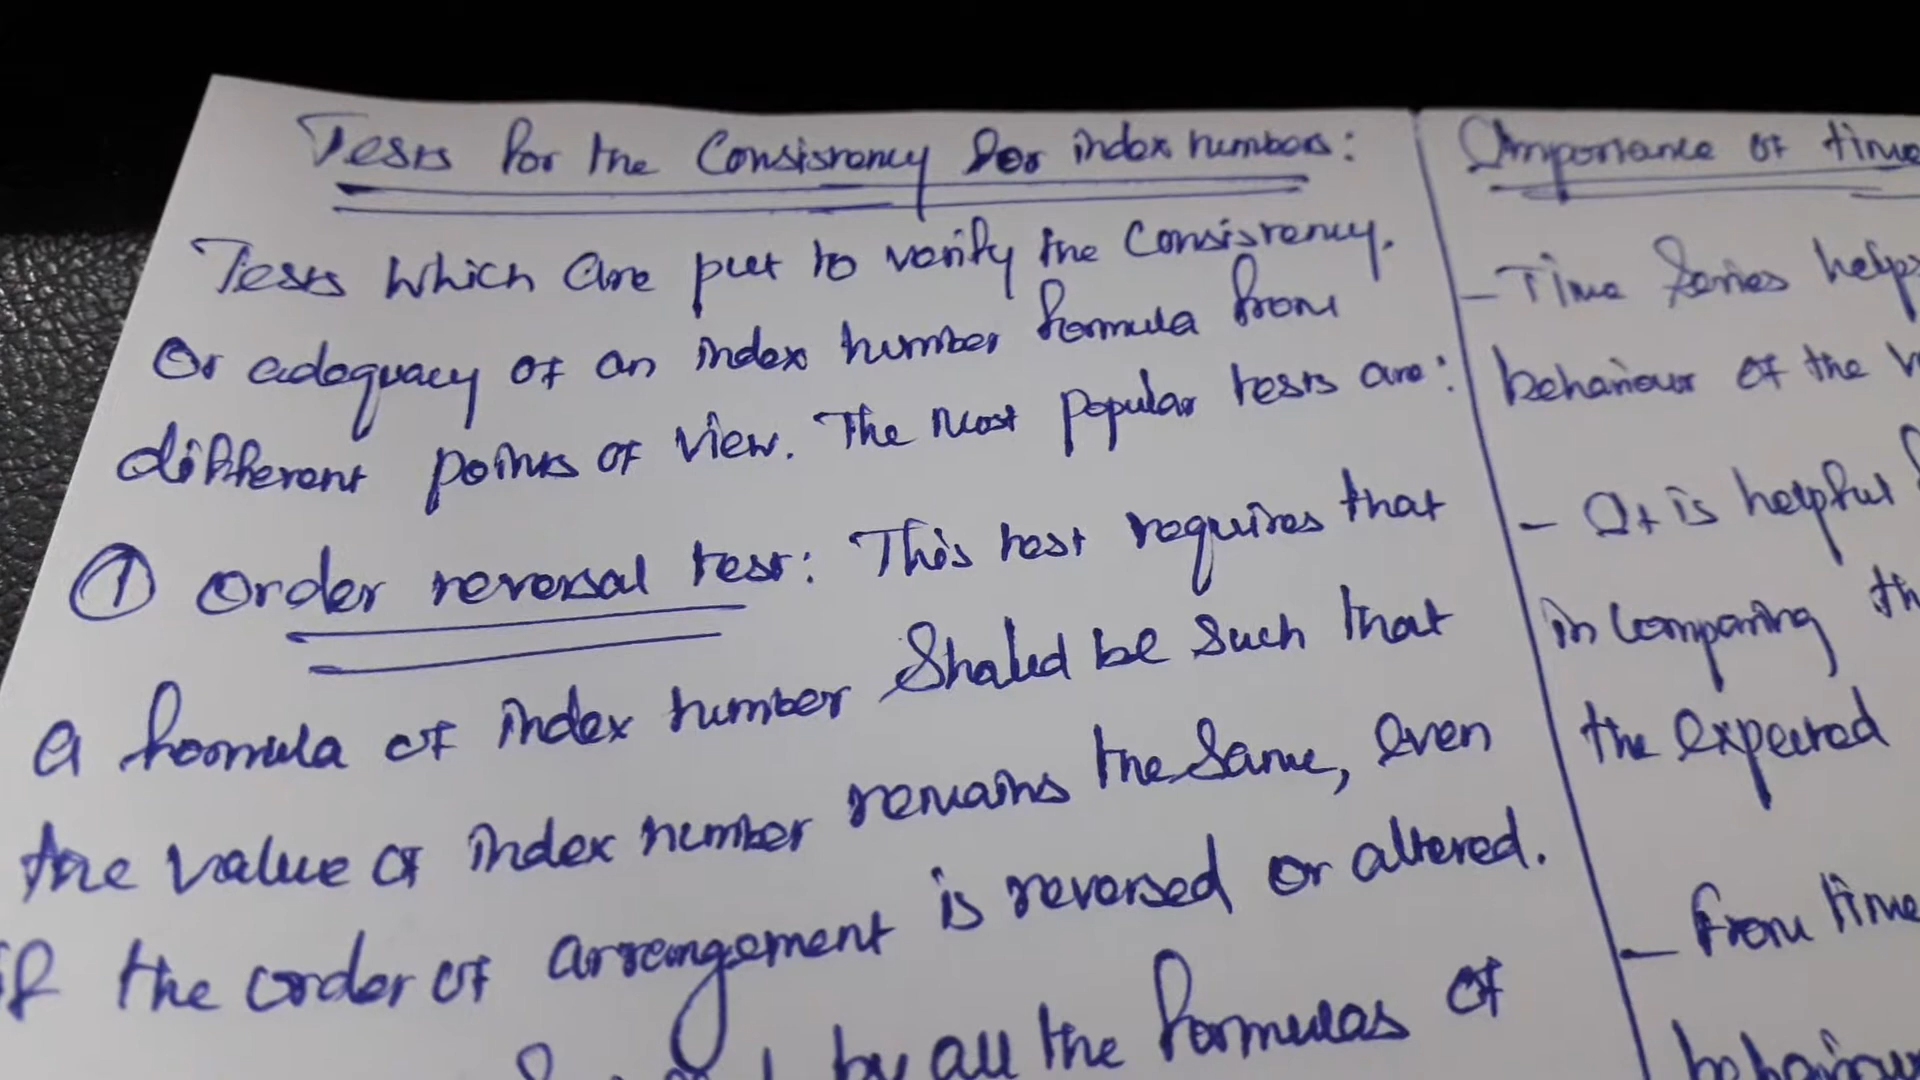 Tests for the Consistency for index numbers:
Tests which are put to verify the Consistency.
Or adequacy of an index number formula from
different points of view. The most popular tests are:
① Order reversal test: This test requires that
a formula of index number Should be such that
the value of index number remains the same, even
if the order of arrangement is reversed or altered.
by all the formulas of
Importance of time
- Time Series helps
behaviour of the
- It is helpful
in comparing the
the expected
- From time
behaviour